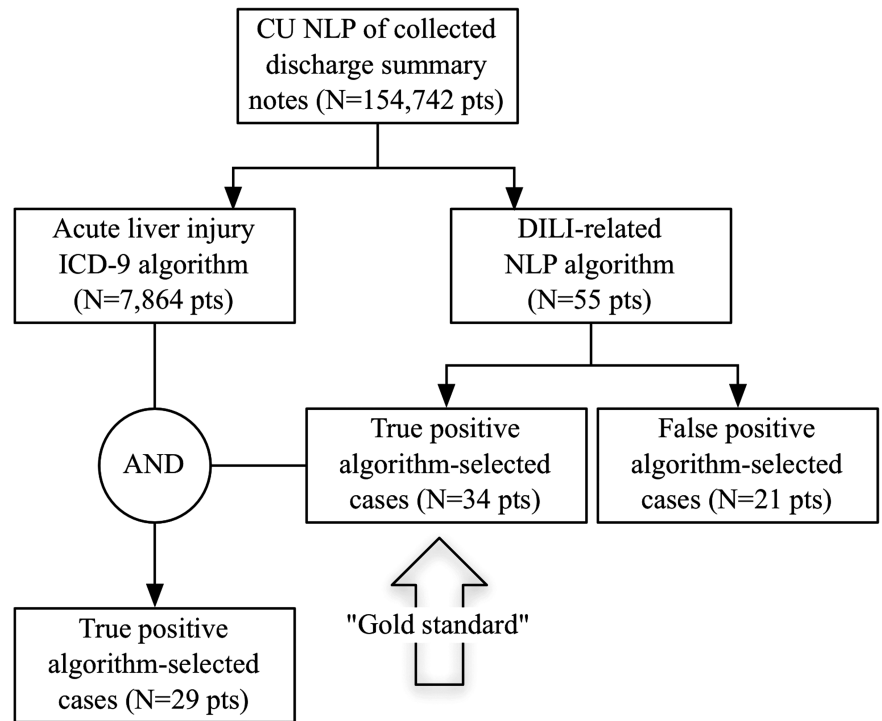 CU NLP of collected
discharge summary
notes (N=154,742 pts)
Acute liver injury
ICD-9 algorithm
(N=7,864 pts)
DILI-related
NLP algorithm
(N=55 pts)
AND
True positive
algorithm-selected
cases (N=34 pts)
False positive
algorithm-selected
cases (N=21 pts)
"Gold standard"
True positive
algorithm-selected
cases (N=29 pts)